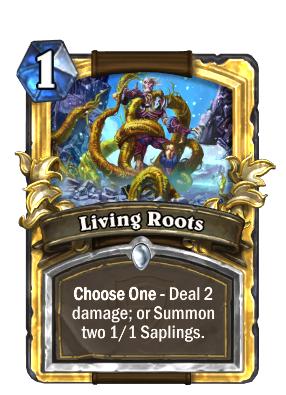 1
Living Roots
Choose One - Deal 2
damage; or Summon
two 1/1 Saplings.